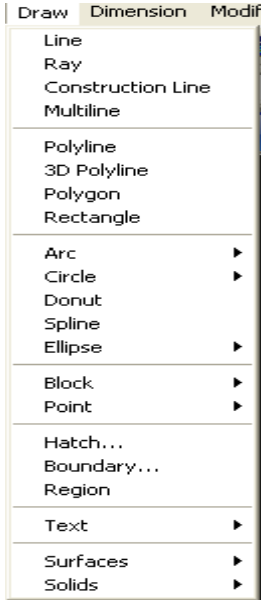 Draw Dimension Modif
Line
Ray
Construction Line
Multiline
Polyline
3D Polyline
Polygon
Rectangle
Arc
Circle
Donut
Spline
Ellipse
Block
Point
Hatch...
Boundary...
Region
Text
Surfaces
Solids